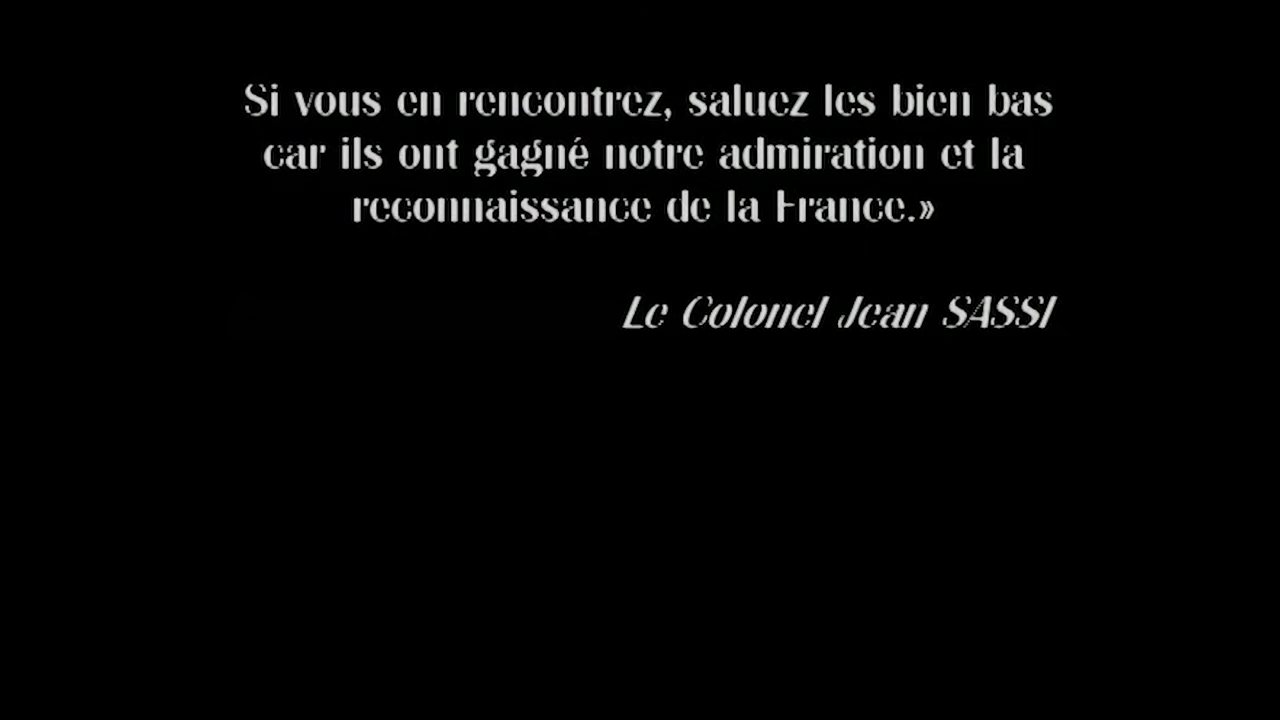 Si vous en rencontrez, saluez les bien bas
car ils ont gagné notre admiration et la
reconnaissance de la France.»
Le Colonel Jean SASSI